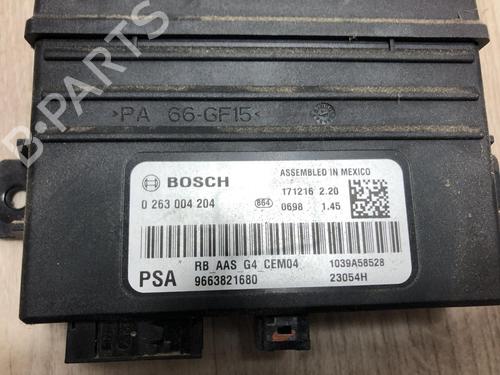 >PA 66-GF15<
BOSCH
ASSEMBLED IN MEXICO
171216 2.20
0 263 004 204
864
0698 1.45
RB_AAS_G4_CEM04
1039A58528
PSA
9663821680
23054H
B-PARTS